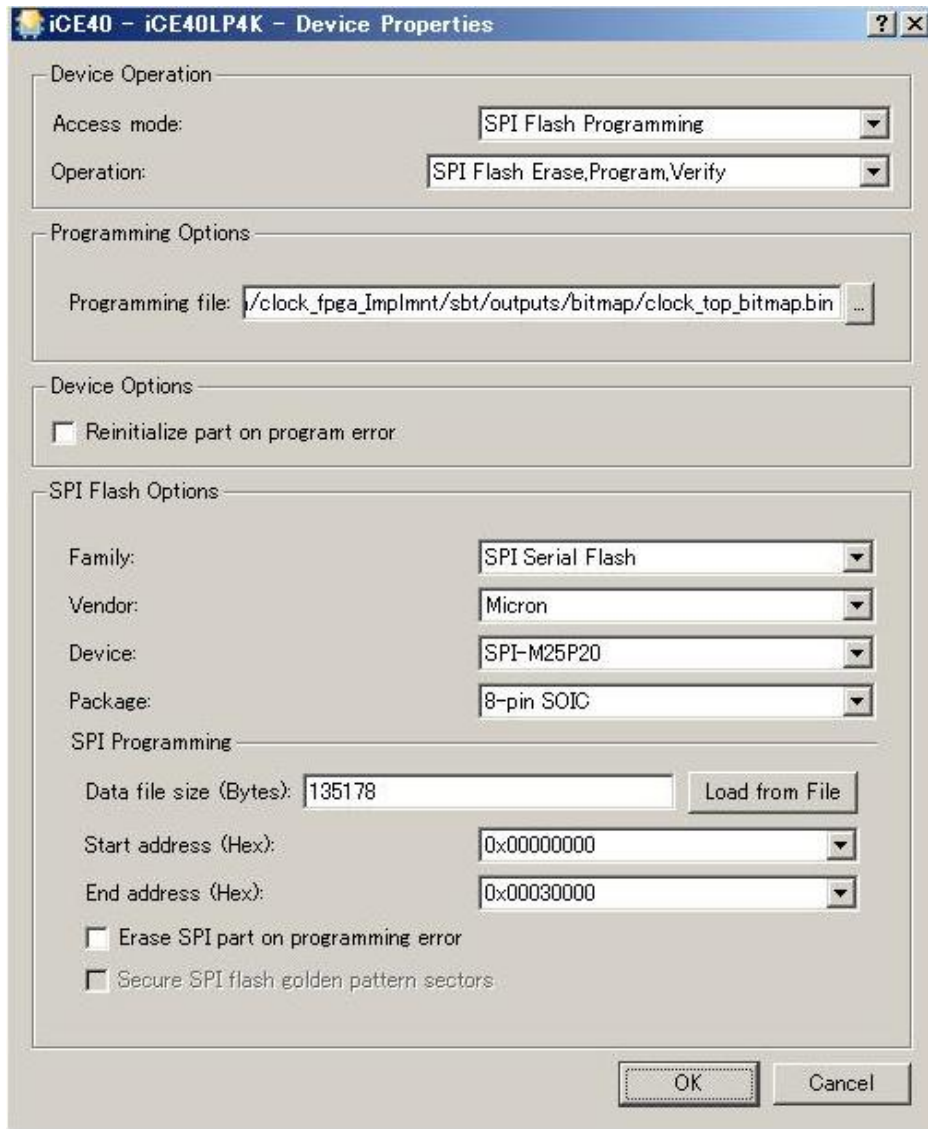 iCE40 - iCE40LP4K - Device Properties
Device Operation
Access mode: SPI Flash Programming
Operation: SPI Flash Erase,Program,Verify
Programming Options
Programming file: /clock_fpga_Implmnt/sbt/outputs/bitmap/clock_top_bitmap.bin ...
Device Options
Reinitialize part on program error
SPI Flash Options
Family: SPI Serial Flash
Vendor: Micron
Device: SPI-M25P20
Package: 8-pin SOIC
SPI Programming
Data file size (Bytes): 135178 Load from File
Start address (Hex): 0x00000000
End address (Hex): 0x00030000
Erase SPI part on programming error
Secure SPI flash golden pattern sectors
OK Cancel